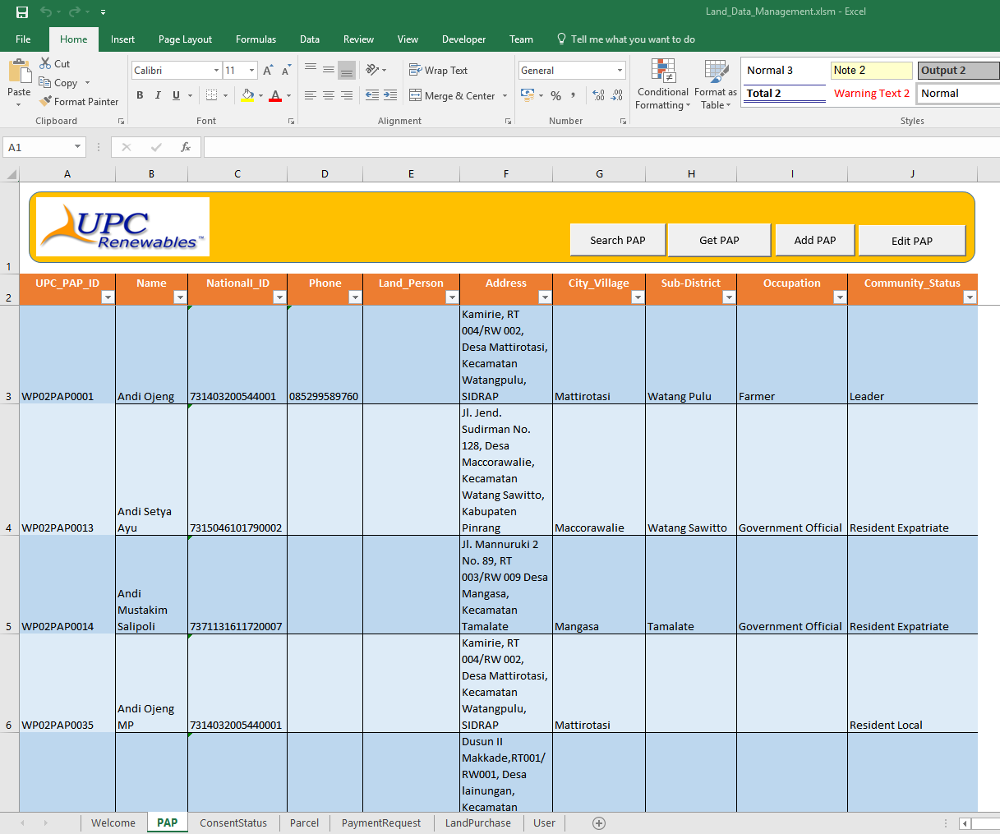 Land_Data_Management.xlsm - Excel
File Home Insert Page Layout Formulas Data Review View Developer Team Tell me what you want to do
Paste
Cut
Copy
Format Painter
Clipboard
Calibri 11
B I U
Font
Wrap Text
Merge & Center
Alignment
General
% ,
Number
Conditional Formatting
Format as Table
Normal 3 Note 2 Output 2
Total 2 Warning Text 2 Normal
Styles
A1 fx
A B C D E F G H I J
1
UPC
Renewables™
Search PAP Get PAP Add PAP Edit PAP
2 UPC_PAP_ID Name NationalI_ID Phone Land_Person Address City_Village Sub-District Occupation Community_Status
Kamirie, RT
004/RW 002,
Desa Mattirotasi,
Kecamatan
Watangpulu,
3 WP02PAP0001 Andi Ojeng 731403200544001 085299589760 SIDRAP Mattirotasi Watang Pulu Farmer Leader
Jl. Jend.
Sudirman No.
128, Desa
Maccorawalie,
Kecamatan
Watang Sawitto,
Andi Setya Kabupaten
4 WP02PAP0013 Ayu 7315046101790002 Pinrang Maccorawalie Watang Sawitto Government Official Resident Expatriate
Jl. Mannuruki 2
No. 89, RT
003/RW 009 Desa
Andi Mangasa,
Mustakim Kecamatan
5 WP02PAP0014 Salipoli 7371131611720007 Tamalate Mangasa Tamalate Government Official Resident Expatriate
Kamirie, RT
004/RW 002,
Desa Mattirotasi,
Kecamatan
Andi Ojeng Watangpulu,
6 WP02PAP0035 MP 7314032005440001 SIDRAP Mattirotasi Resident Local
Dusun II
Makkade,RT001/
RW001, Desa
lainungan,
Kecamatan
Welcome PAP ConsentStatus Parcel PaymentRequest LandPurchase User